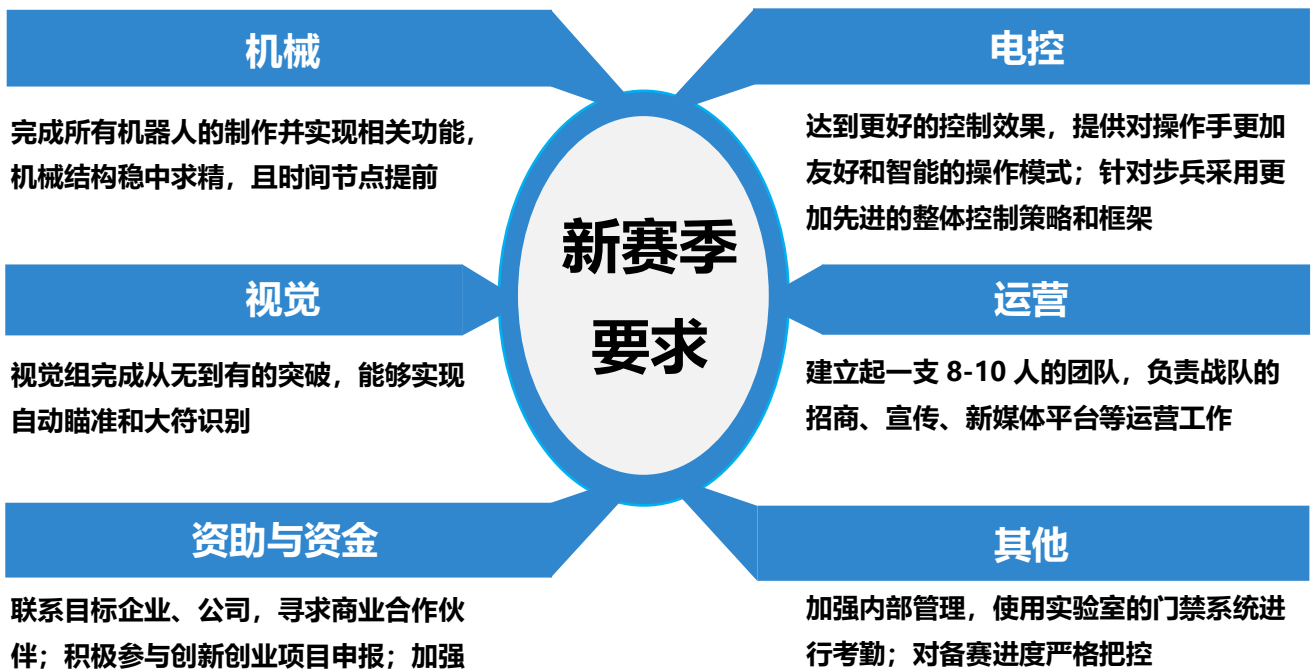 机械
完成所有机器人的制作并实现相关功能，
机械结构稳中求精，且时间节点提前
电控
达到更好的控制效果，提供对操作手更加
友好和智能的操作模式；针对步兵采用更
加先进的整体控制策略和框架
新赛季
要求
视觉
视觉组完成从无到有的突破，能够实现
自动瞄准和大符识别
运营
建立起一支 8-10 人的团队，负责战队的
招商、宣传、新媒体平台等运营工作
资助与资金
联系目标企业、公司，寻求商业合作伙
伴；积极参与创新创业项目申报；加强
其他
加强内部管理，使用实验室的门禁系统进
行考勤；对备赛进度严格把控